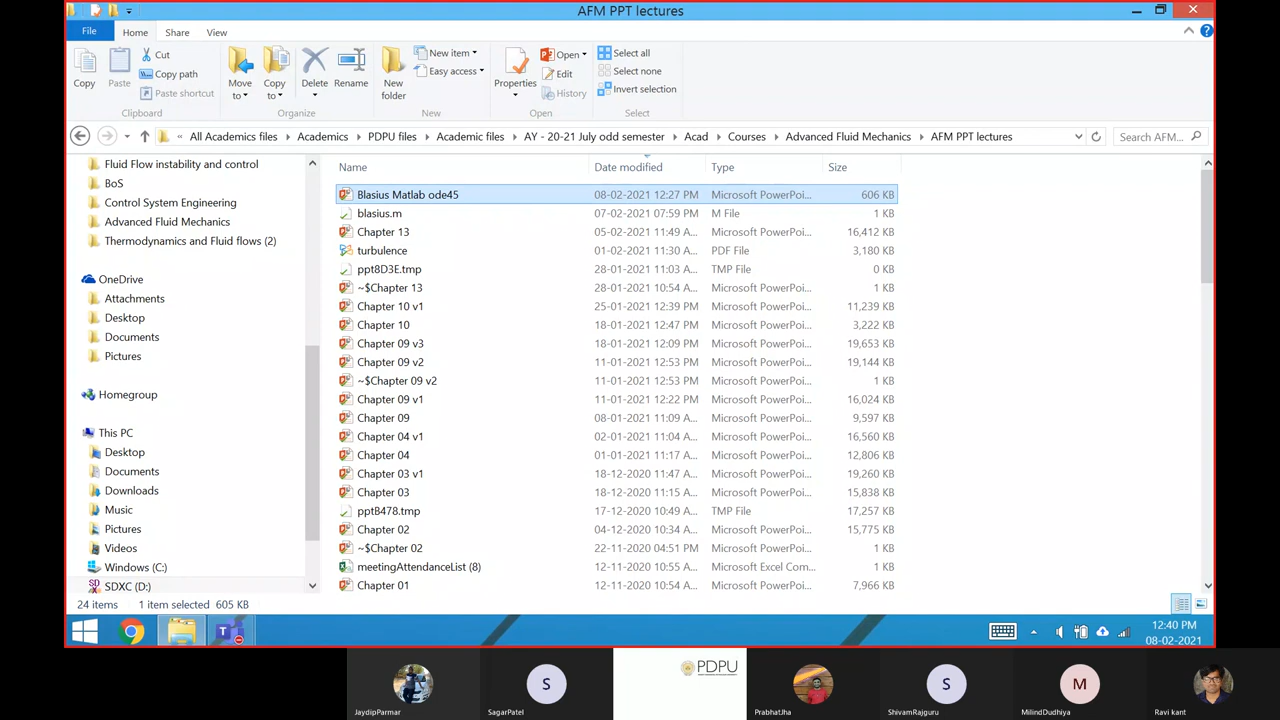 AFM PPT lectures
File Home Share View
Copy
Paste
Cut
Copy path
Paste shortcut
Clipboard
Move to
Copy to
Delete
Rename
Organize
New folder
New item
Easy access
New
Properties
Open
Edit
History
Open
Select all
Select none
Invert selection
Select
« All Academics files Academics PDPU files Academic files AY - 20-21 July odd semester Acad Courses Advanced Fluid Mechanics AFM PPT lectures
Search AFM...
Fluid Flow instability and control
BoS
Control System Engineering
Advanced Fluid Mechanics
Thermodynamics and Fluid flows (2)
OneDrive
Attachments
Desktop
Documents
Pictures
Homegroup
This PC
Desktop
Documents
Downloads
Music
Pictures
Videos
Windows (C:)
SDXC (D:)
Name Date modified Type Size
Blasius Matlab ode45 08-02-2021 12:27 PM Microsoft PowerPoi... 606 KB
blasius.m 07-02-2021 07:59 PM M File 1 KB
Chapter 13 05-02-2021 11:49 A... Microsoft PowerPoi... 16,412 KB
turbulence 01-02-2021 11:30 A... PDF File 3,180 KB
ppt8D3E.tmp 28-01-2021 11:03 A... TMP File 0 KB
~$Chapter 13 28-01-2021 10:54 A... Microsoft PowerPoi... 1 KB
Chapter 10 v1 25-01-2021 12:39 PM Microsoft PowerPoi... 11,239 KB
Chapter 10 18-01-2021 12:47 PM Microsoft PowerPoi... 3,222 KB
Chapter 09 v3 18-01-2021 12:09 PM Microsoft PowerPoi... 19,653 KB
Chapter 09 v2 11-01-2021 12:53 PM Microsoft PowerPoi... 19,144 KB
~$Chapter 09 v2 11-01-2021 12:53 PM Microsoft PowerPoi... 1 KB
Chapter 09 v1 11-01-2021 12:22 PM Microsoft PowerPoi... 16,024 KB
Chapter 09 08-01-2021 11:09 A... Microsoft PowerPoi... 9,597 KB
Chapter 04 v1 02-01-2021 11:04 A... Microsoft PowerPoi... 16,560 KB
Chapter 04 01-01-2021 11:17 A... Microsoft PowerPoi... 12,806 KB
Chapter 03 v1 18-12-2020 11:47 A... Microsoft PowerPoi... 19,260 KB
Chapter 03 18-12-2020 11:15 A... Microsoft PowerPoi... 15,838 KB
pptB478.tmp 17-12-2020 10:49 A... TMP File 17,257 KB
Chapter 02 04-12-2020 10:34 A... Microsoft PowerPoi... 15,775 KB
~$Chapter 02 22-11-2020 04:51 PM Microsoft PowerPoi... 1 KB
meetingAttendanceList (8) 12-11-2020 10:55 A... Microsoft Excel Com... 1 KB
Chapter 01 12-11-2020 10:54 A... Microsoft PowerPoi... 7,966 KB
24 items 1 item selected 605 KB
12:40 PM
08-02-2021
JaydipParmar
S
SagarPatel
PDPU
PrabhatJha
S
ShivamRajguru
M
MilindDudhiya
Ravi kant